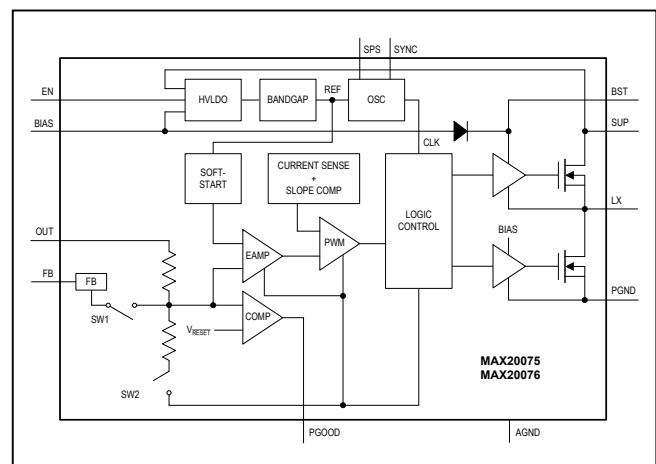 SPS SYNC
EN
HVLDO
BANDGAP
REF
OSC
BST
BIAS
SUP
CLK
SOFT-
START
CURRENT SENSE
+
SLOPE COMP
LOGIC
CONTROL
LX
OUT
EAMP
PWM
BIAS
FB
FB
SW1
COMP
PGND
VRESET
SW2
MAX20075
MAX20076
PGOOD
AGND